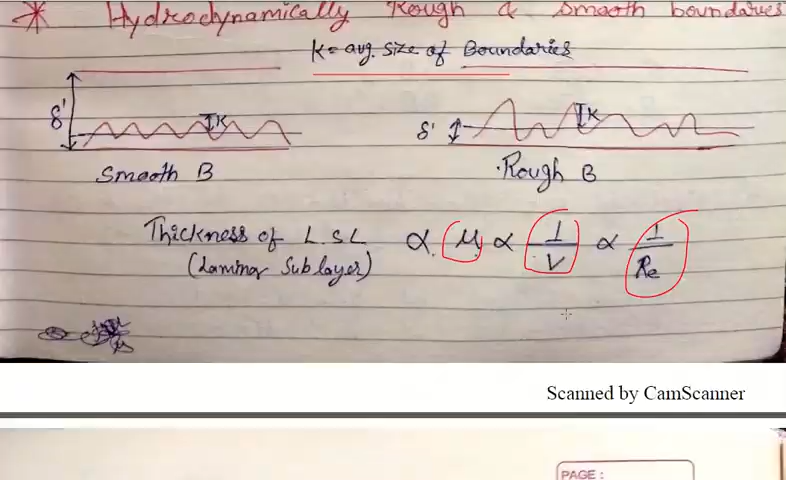 * Hydrodynamically Rough & smooth boundaries
K = avg. size of Boundaries
δ' K δ' K
Smooth B Rough B
Thickness of L.S.L ∝ μ ∝ 1/V ∝ 1/Re
(Laminar Sub layer)
Scanned by CamScanner
PAGE: